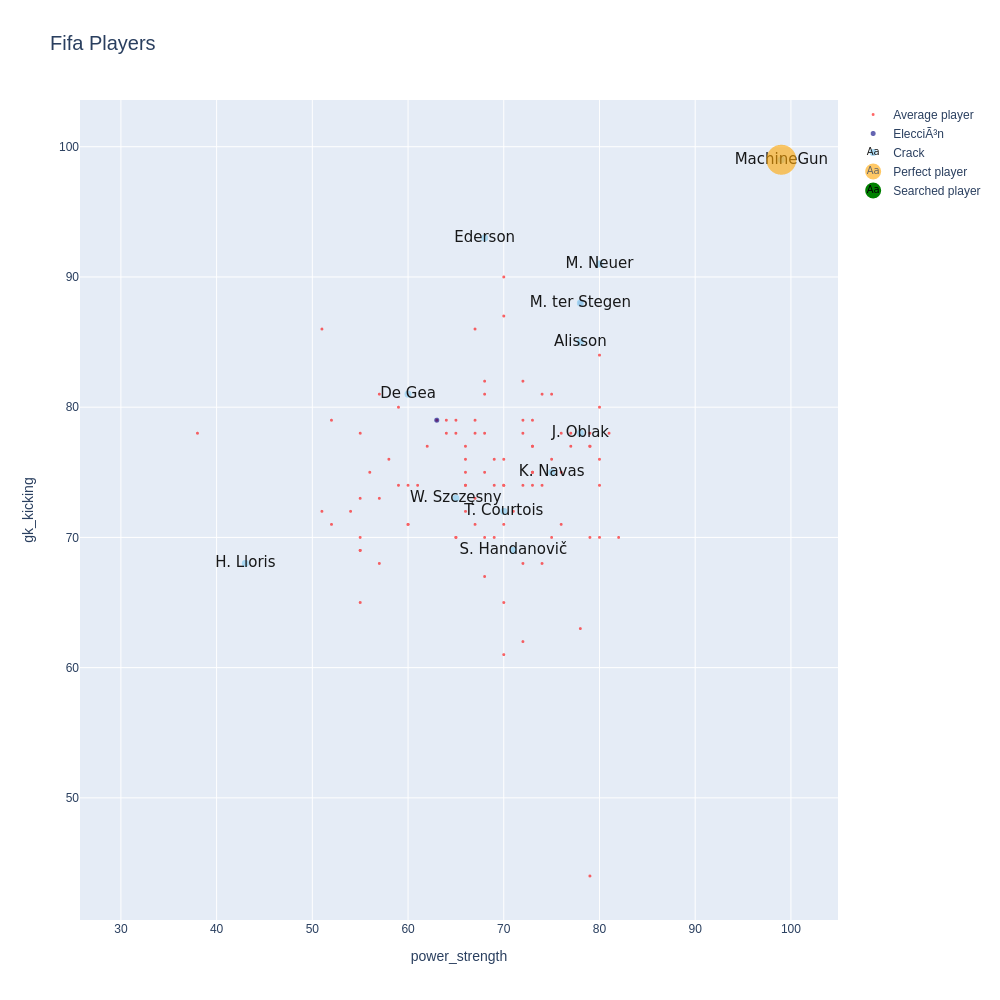 Fifa Players
Average player
ElecciÃ³n
Aa Crack
Aa Perfect player
Aa Searched player
MachineGun
Ederson
M. Neuer
M. ter Stegen
Alisson
De Gea
J. Oblak
K. Navas
W. Szczesny
T. Courtois
S. Handanovič
H. Lloris
100
90
80
70
60
50
gk_kicking
30 40 50 60 70 80 90 100
power_strength